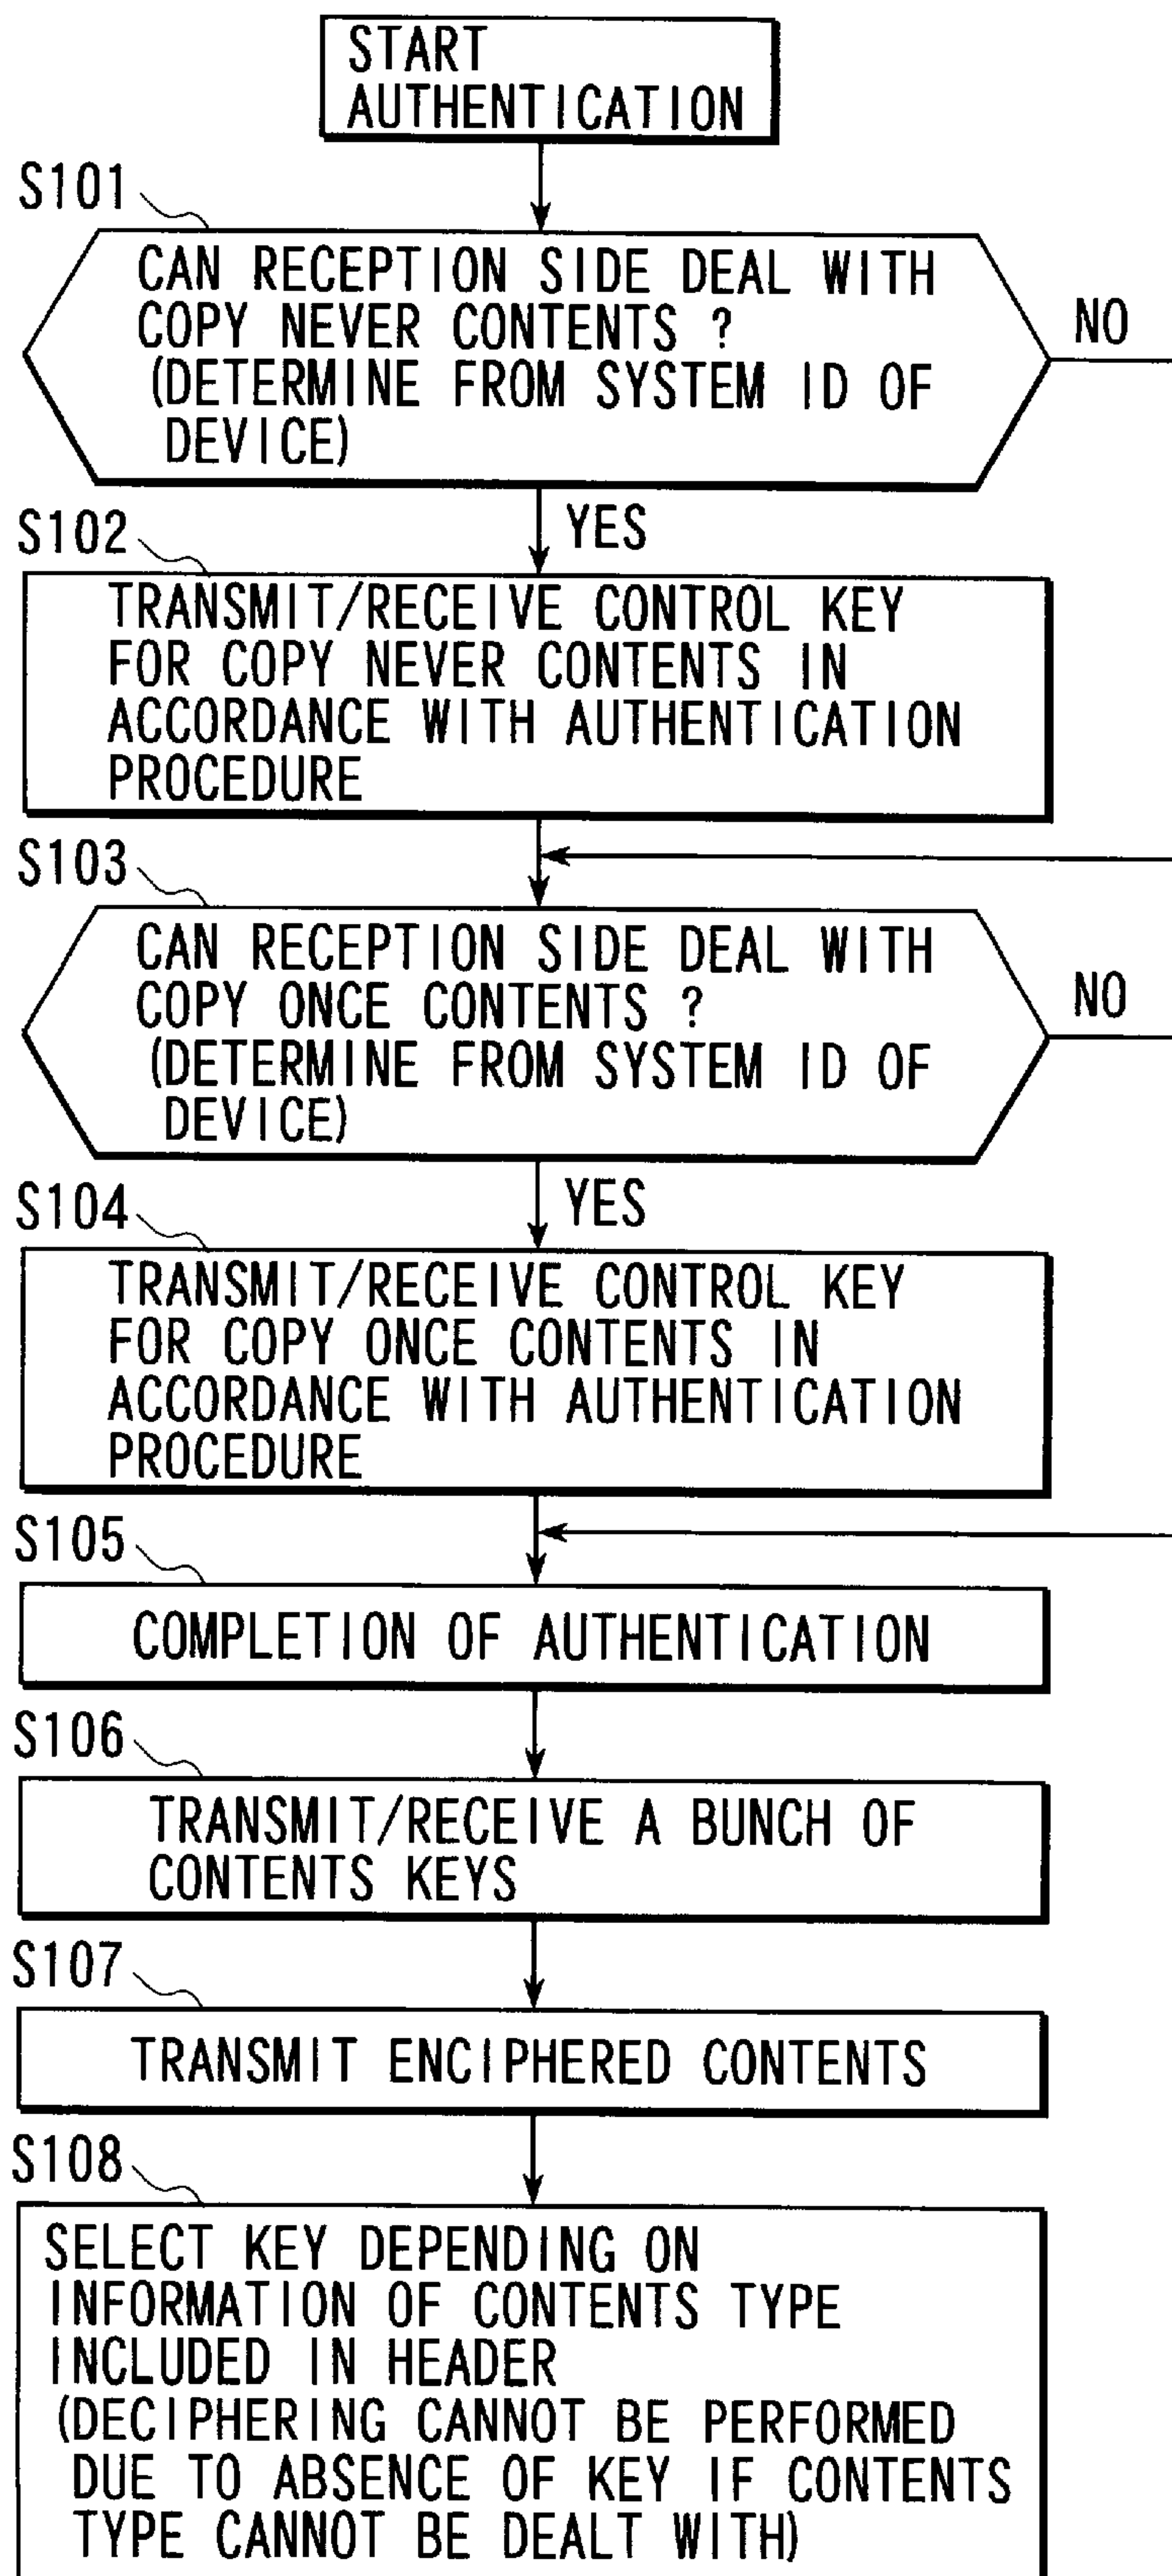 START
AUTHENTICATION
S101
CAN RECEPTION SIDE DEAL WITH
COPY NEVER CONTENTS ?
(DETERMINE FROM SYSTEM ID OF
DEVICE)
NO
YES
S102
TRANSMIT/RECEIVE CONTROL KEY
FOR COPY NEVER CONTENTS IN
ACCORDANCE WITH AUTHENTICATION
PROCEDURE
S103
CAN RECEPTION SIDE DEAL WITH
COPY ONCE CONTENTS ?
(DETERMINE FROM SYSTEM ID OF
DEVICE)
NO
YES
S104
TRANSMIT/RECEIVE CONTROL KEY
FOR COPY ONCE CONTENTS IN
ACCORDANCE WITH AUTHENTICATION
PROCEDURE
S105
COMPLETION OF AUTHENTICATION
S106
TRANSMIT/RECEIVE A BUNCH OF
CONTENTS KEYS
S107
TRANSMIT ENCIPHERED CONTENTS
S108
SELECT KEY DEPENDING ON
INFORMATION OF CONTENTS TYPE
INCLUDED IN HEADER
(DECIPHERING CANNOT BE PERFORMED
DUE TO ABSENCE OF KEY IF CONTENTS
TYPE CANNOT BE DEALT WITH)